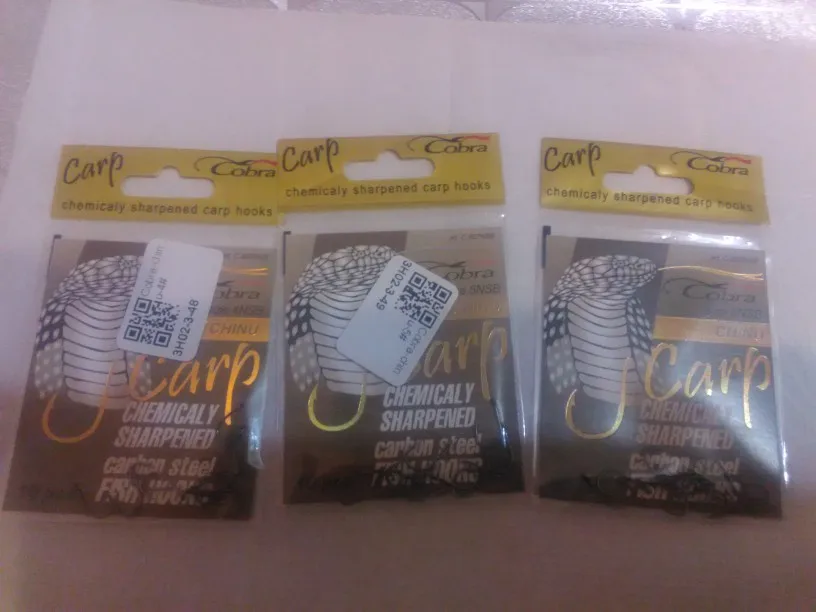 Carp Cobra
chemicaly sharpened carp hooks
3H02-3-48
Cobra
CHINU
Carp
CHEMICALY
SHARPENED
carbon steel
FISH HOOKS
Carp Cobra
chemicaly sharpened carp hooks
3H02-3-49
Cobra
Carp
CHEMICALY
SHARPENED
carbon steel
FISH HOOKS
Carp Cobra
chemicaly sharpened carp hooks
Cobra
CHINU
Carp
CHEMICALY
SHARPENED
carbon steel
FISH HOOKS